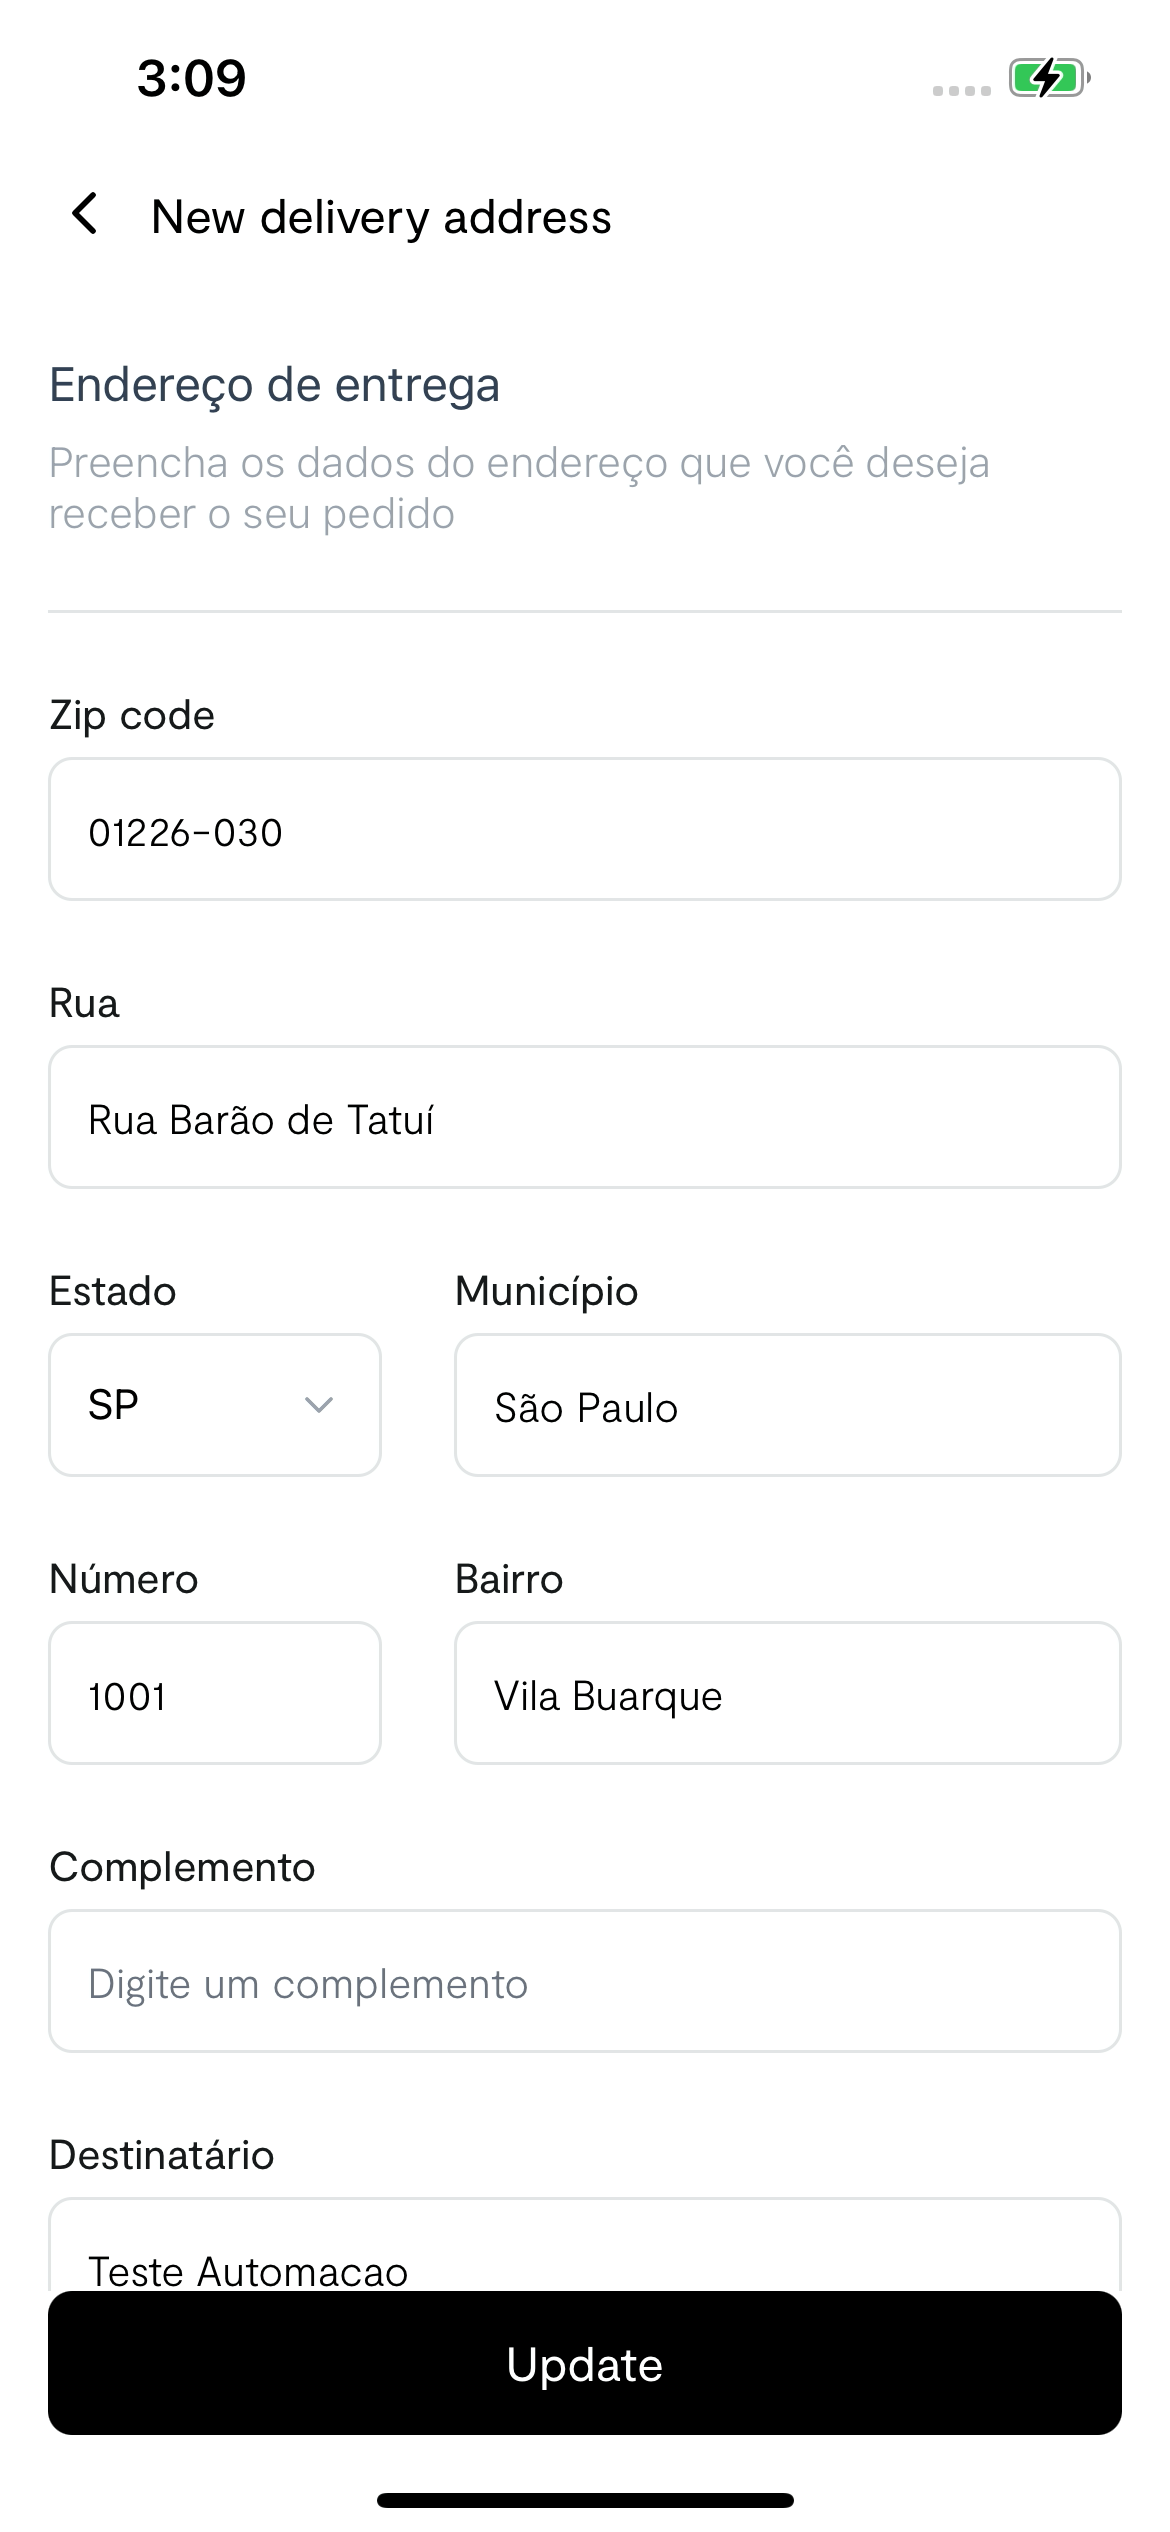 3:09
New delivery address
Endereço de entrega
Preencha os dados do endereço que você deseja
receber o seu pedido
Zip code
01226-030
Rua
Rua Barão de Tatuí
Estado
Município
SP
São Paulo
Número
Bairro
1001
Vila Buarque
Complemento
Digite um complemento
Destinatário
Teste Automacao
Update